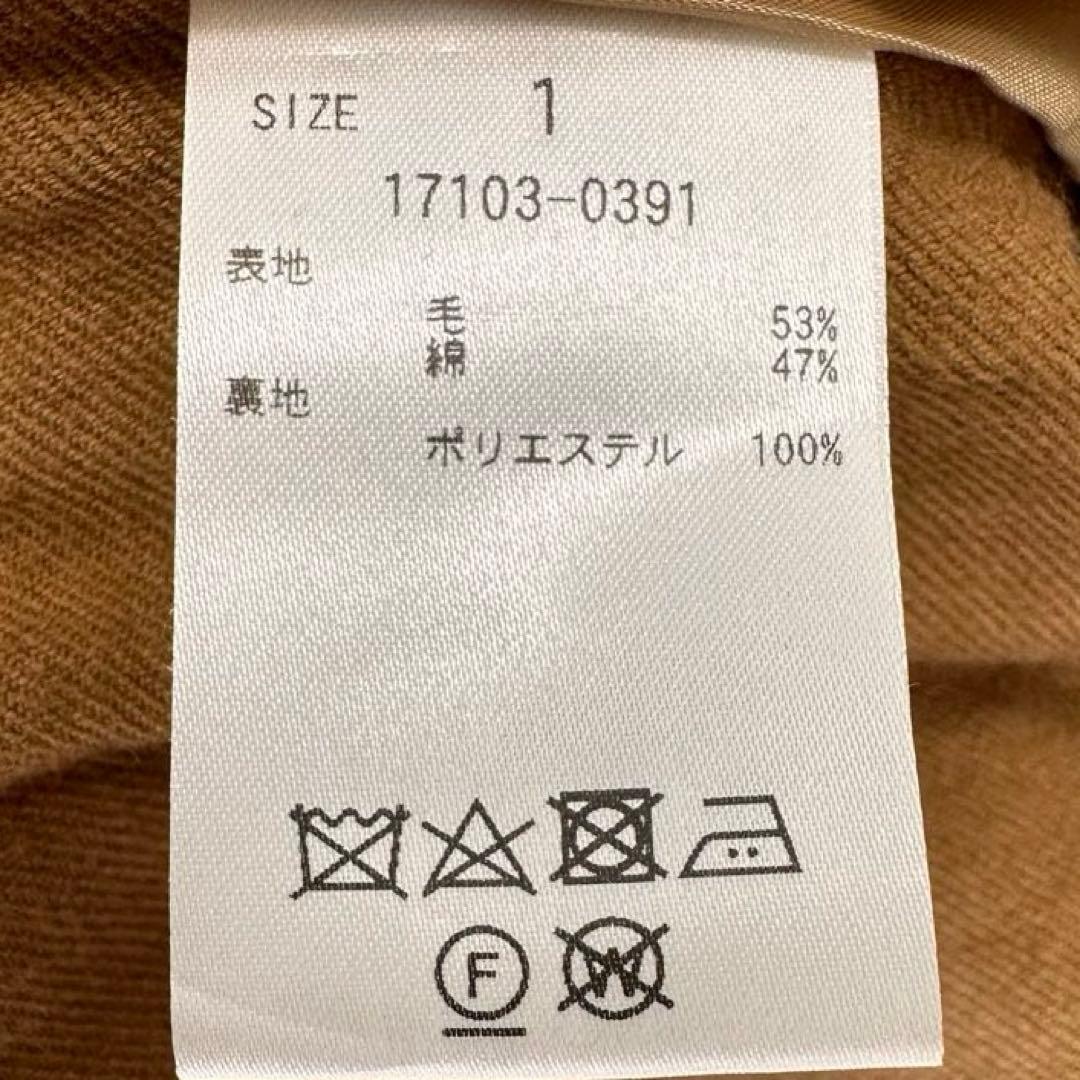 SIZE 1
17103-0391
表地
毛 53%
綿 47%
裏地
ポリエステル 100%
F W